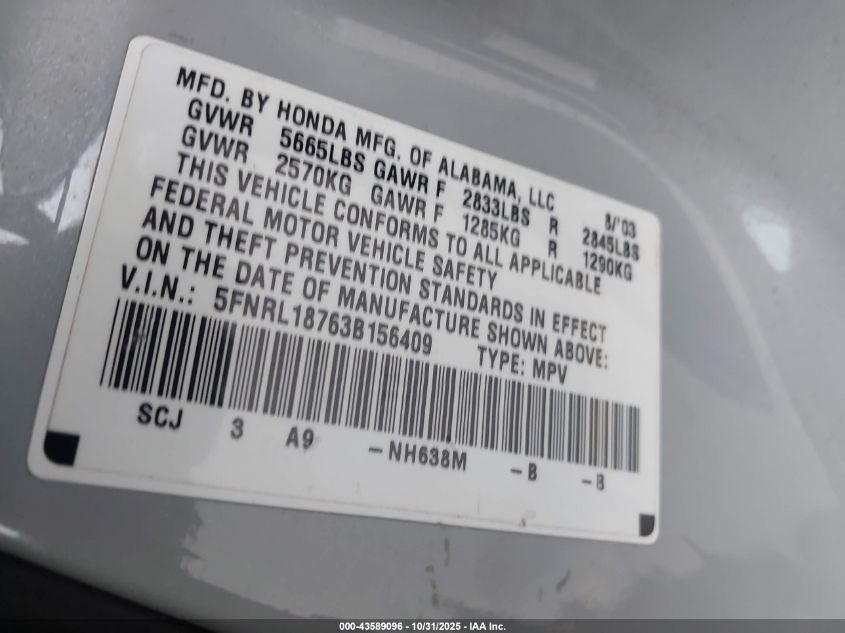 MFD. BY HONDA MFG. OF ALABAMA, LLC 8/'03
GVWR 5665LBS GAWR F 2833LBS R 2845LBS
GVWR 2570KG GAWR F 1285KG R 1290KG
THIS VEHICLE CONFORMS TO ALL APPLICABLE
FEDERAL MOTOR VEHICLE SAFETY
AND THEFT PREVENTION STANDARDS IN EFFECT
ON THE DATE OF MANUFACTURE SHOWN ABOVE:
V.I.N.: 5FNRL18763B156409 TYPE: MPV
SCJ 3 A9 -NH638M -B -B
000-43589096 - 10/31/2025 - IAA Inc.